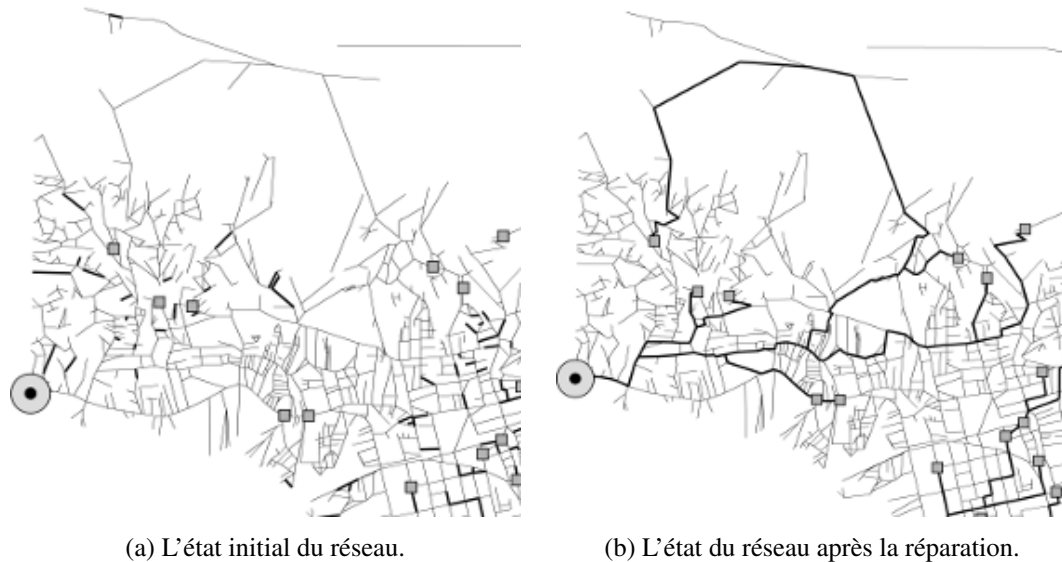 (a) L'état initial du réseau.
(b) L'état du réseau après la réparation.